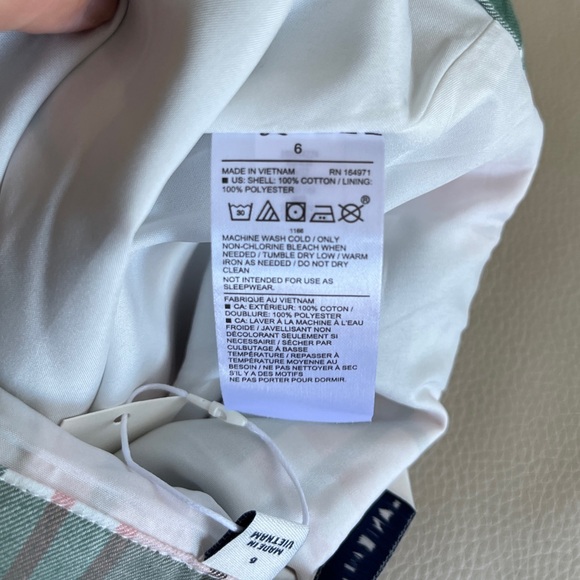 6
MADE IN VIETNAM RN 164971
■ US: SHELL: 100% COTTON / LINING:
100% POLYESTER
30
1166
MACHINE WASH COLD / ONLY
NON-CHLORINE BLEACH WHEN
NEEDED / TUMBLE DRY LOW / WARM
IRON AS NEEDED / DO NOT DRY
CLEAN
NOT INTENDED FOR USE AS
SLEEPWEAR.
FABRIQUÉ AU VIETNAM
■ CA: EXTÉRIEUR: 100% COTON /
DOUBLURE: 100% POLYESTER
■ CA: LAVER À LA MACHINE À L'EAU
FROIDE / JAVELLISANT NON
DÉCOLORANT SEULEMENT SI
NÉCESSAIRE / SÉCHER PAR
CULBUTAGE À BASSE
TEMPÉRATURE / REPASSER À
TEMPÉRATURE MOYENNE AU
BESOIN / NE PAS NETTOYER À SEC
S'IL Y A DES MOTIFS
NE PAS PORTER POUR DORMIR.
6
MADE IN
VIETNAM